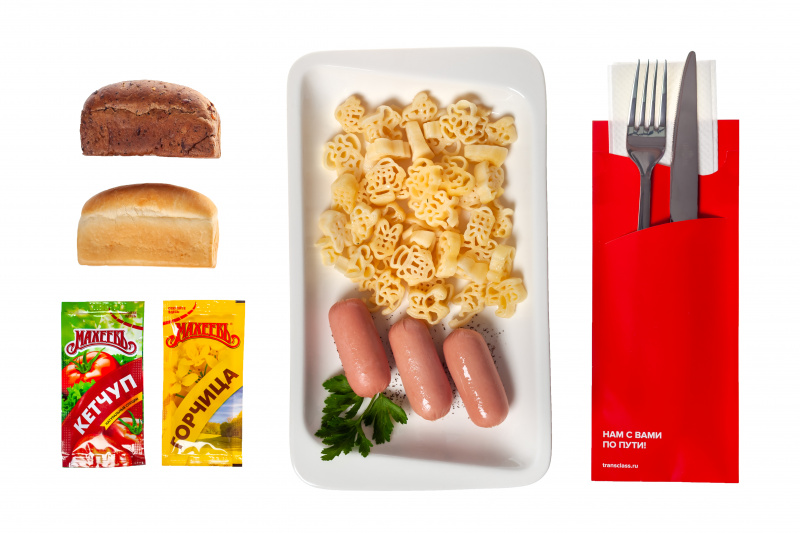 МАХЕЕВЪ
КЕТЧУП
МАХЕЕВЪ
ГОРЧИЦА
НАМ С ВАМИ
ПО ПУТИ!
transclass.ru